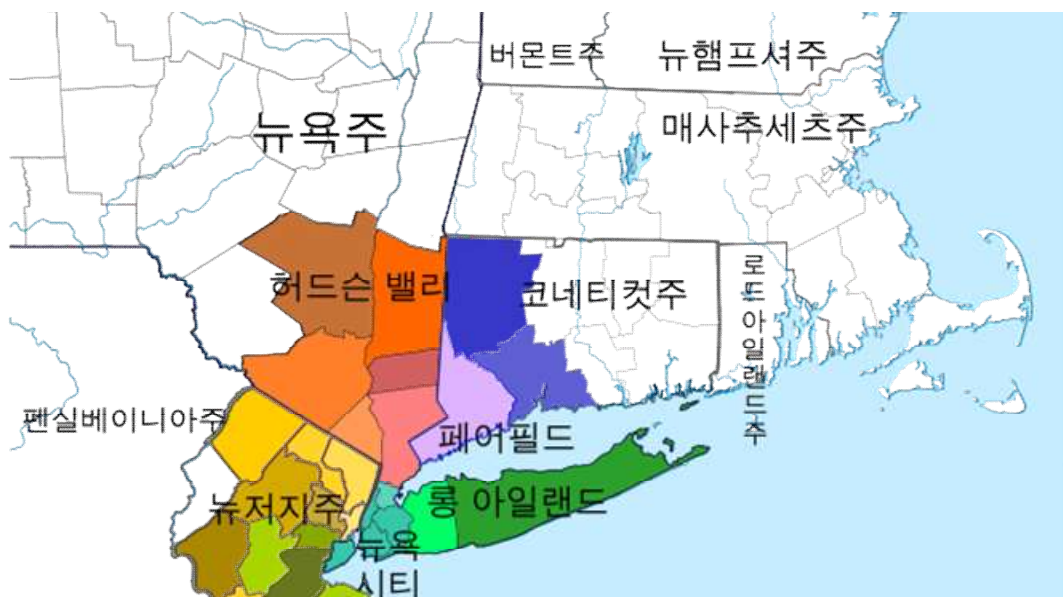 버몬트주
뉴햄프셔주
뉴욕주
매사추세츠주
허드슨 밸리
코네티컷주
로드아일랜드주
펜실베이니아주
페어필드
뉴저지주
롱 아일랜드
뉴욕
시티